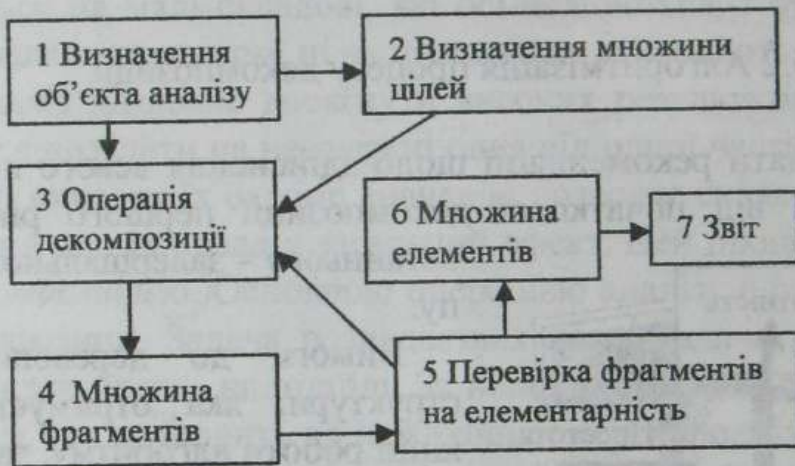 1 Визначення
об’єкта аналізу
2 Визначення множини
цілей
3 Операція
декомпозиції
6 Множина
елементів
7 Звіт
4 Множина
фрагментів
5 Перевірка фрагментів
на елементарність